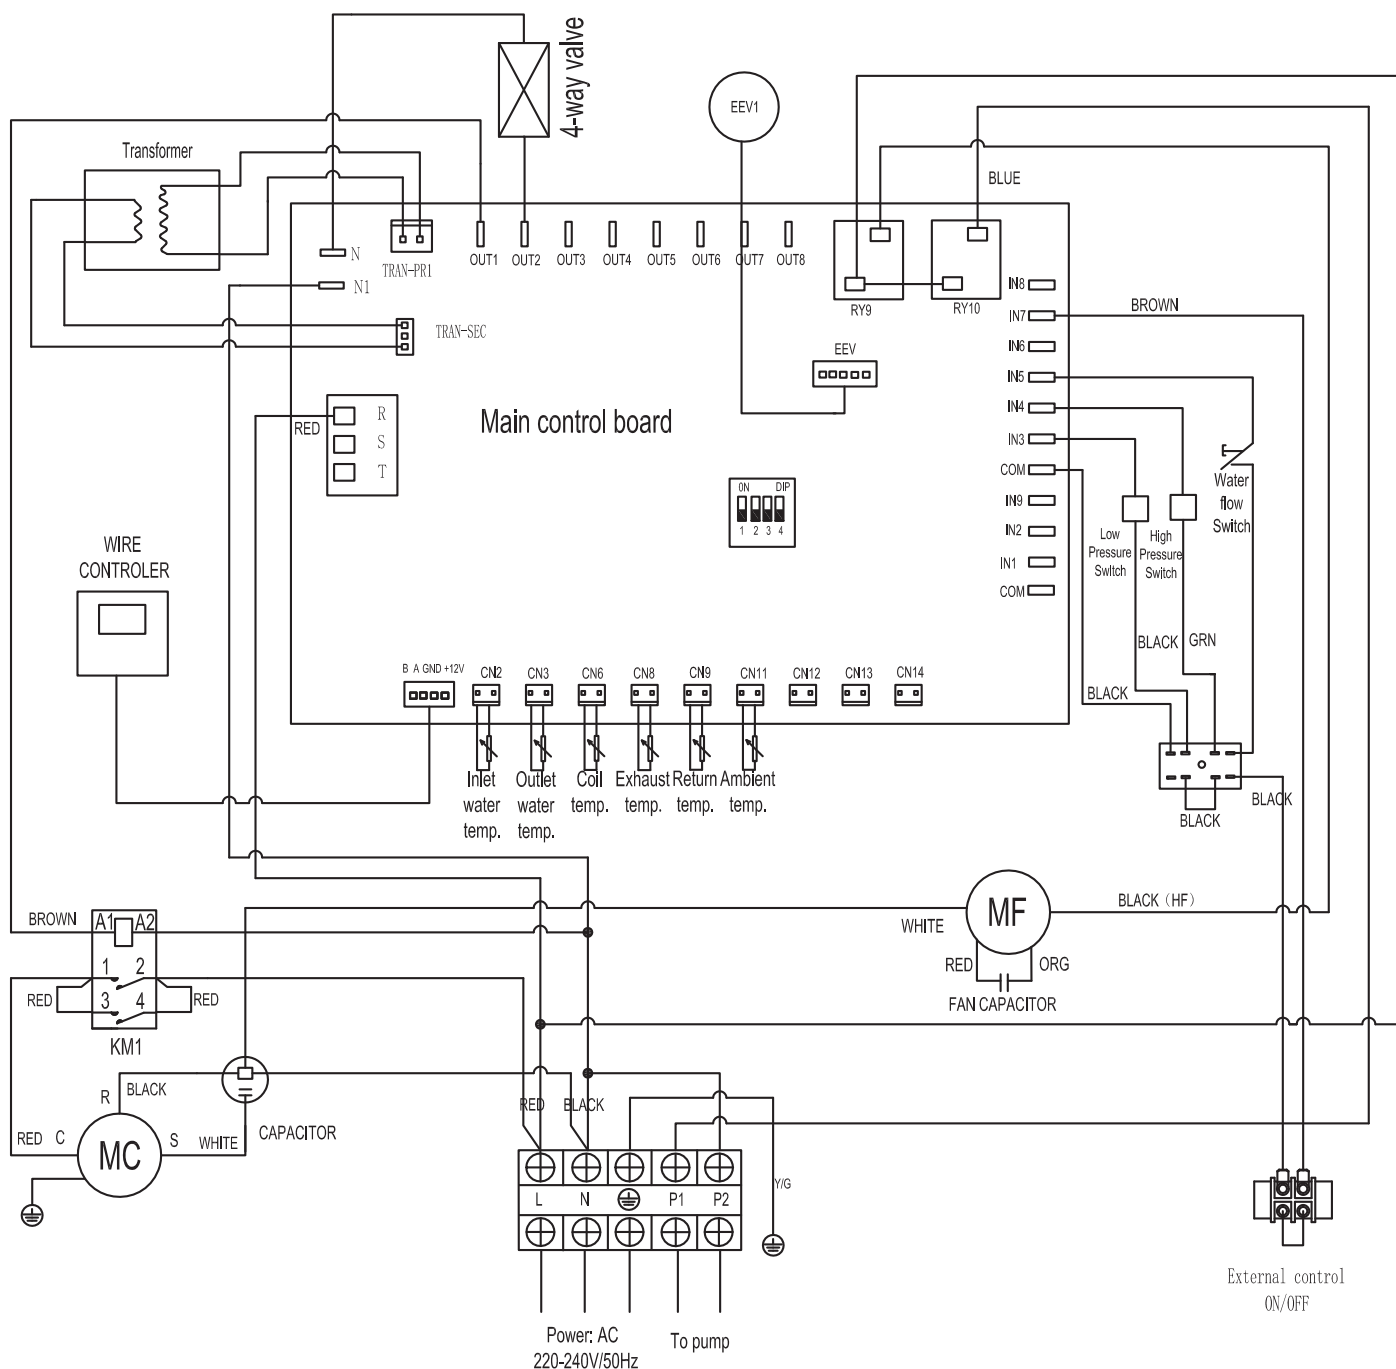 4-way valve
EEV1
Transformer
BLUE
N
TRAN-PR1
OUT1
OUT2
OUT3
OUT4
OUT5
OUT6
OUT7
OUT8
N1
RY9
RY10
IN8
BROWN
IN7
TRAN-SEC
IN6
EEV
IN5
R
RED
S
T
Main control board
IN4
IN3
COM
Water
flow
Switch
ON
DIP
1 2 3 4
IN9
IN2
IN1
COM
Low
Pressure
Switch
High
Pressure
Switch
WIRE
CONTROLER
BLACK
GRN
B A GND +12V
CN2
CN3
CN6
CN8
CN9
CN11
CN12
CN13
CN14
BLACK
Inlet
water
temp.
Outlet
water
temp.
Coil
temp.
Exhaust
temp.
Return
temp.
Ambient
temp.
BLACK
BLACK
BROWN
A1
A2
WHITE
MF
BLACK (HF)
1
2
RED
3
4
RED
RED
ORG
FAN CAPACITOR
KM1
R
BLACK
RED
BLACK
RED
C
MC
S
WHITE
CAPACITOR
Y/G
L
N
P1
P2
External control
ON/OFF
Power: AC
220-240V/50Hz
To pump